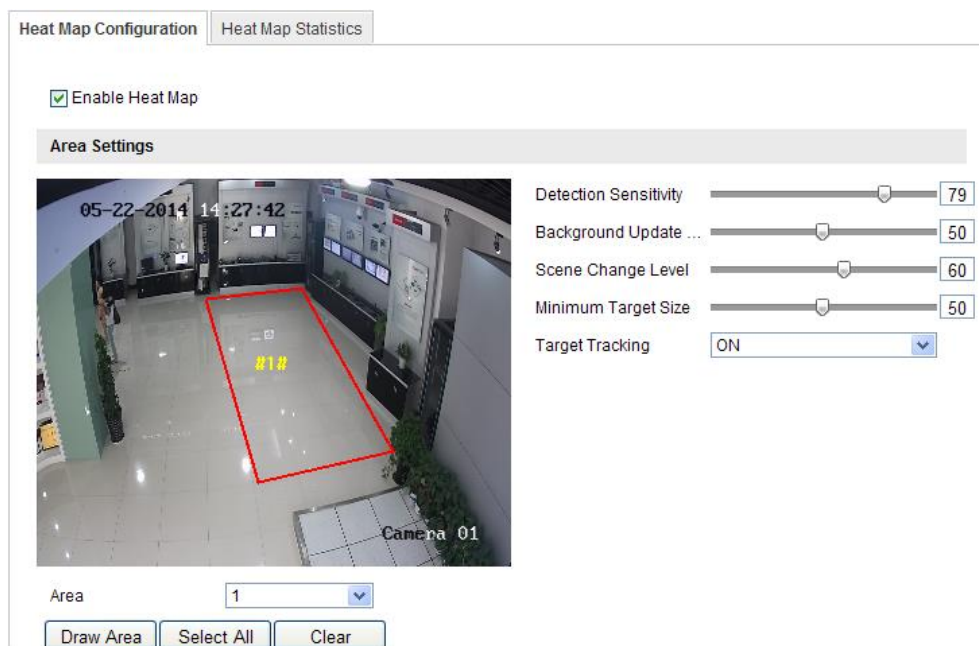 Heat Map Configuration
Heat Map Statistics
Enable Heat Map
Area Settings
05-22-2014 14:27:42
#1#
Camera 01
Detection Sensitivity 79
Background Update ... 50
Scene Change Level 60
Minimum Target Size 50
Target Tracking ON
Area 1
Draw Area
Select All
Clear